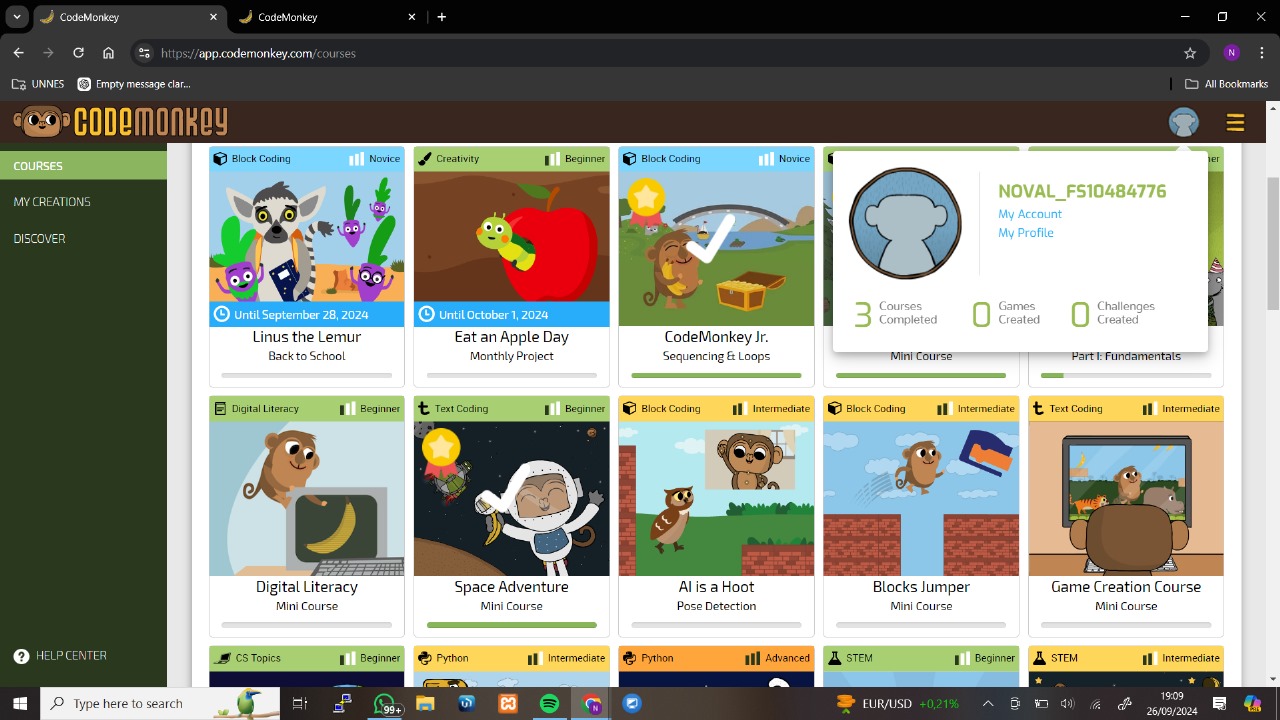 CodeMonkey
CodeMonkey
https://app.codemonkey.com/courses
N
UNNES
Empty message clar...
All Bookmarks
CODEMONKEY
COURSES
MY CREATIONS
DISCOVER
HELP CENTER
Block Coding Novice
Until September 28, 2024
Linus the Lemur
Back to School
Creativity Beginner
Until October 1, 2024
Eat an Apple Day
Monthly Project
Block Coding Novice
CodeMonkey Jr.
Sequencing & Loops
Mini Course
Part I: Fundamentals
NOVAL_FS10484776
My Account
My Profile
3 Courses Completed
0 Games Created
0 Challenges Created
Digital Literacy Beginner
Digital Literacy
Mini Course
Text Coding Beginner
Space Adventure
Mini Course
Block Coding Intermediate
AI is a Hoot
Pose Detection
Block Coding Intermediate
Blocks Jumper
Mini Course
Text Coding Intermediate
Game Creation Course
Mini Course
CS Topics Beginner
Python Intermediate
Python Advanced
STEM Beginner
STEM Intermediate
Type here to search
99+
EUR/USD +0,21%
19:09
26/09/2024